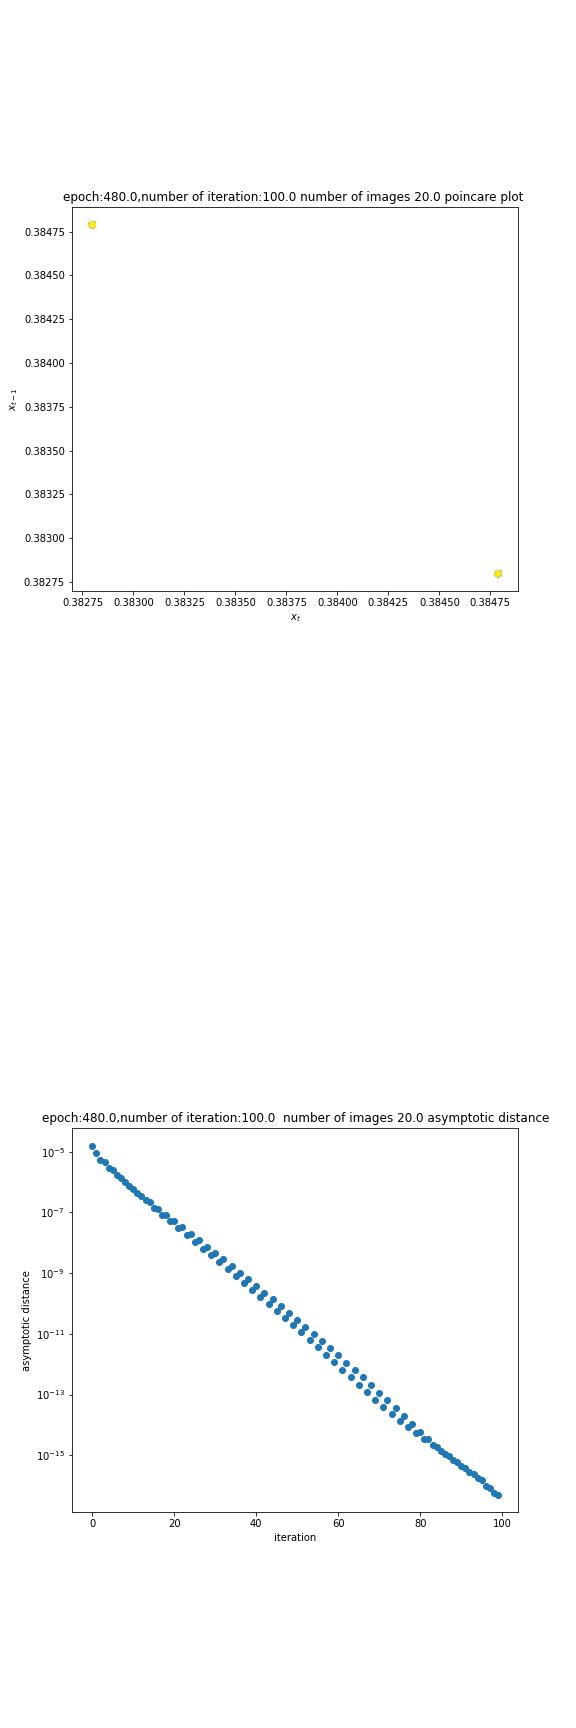 epoch:480.0,number of iteration:100.0 number of images 20.0 poincare plot
0.38475
0.38450
0.38425
0.38400
0.38375
0.38350
0.38325
0.38300
0.38275
x_{t-1}
0.38275 0.38300 0.38325 0.38350 0.38375 0.38400 0.38425 0.38450 0.38475
x_t
epoch:480.0,number of iteration:100.0  number of images 20.0 asymptotic distance
10^{-5}
10^{-7}
10^{-9}
10^{-11}
10^{-13}
10^{-15}
asymptotic distance
0 20 40 60 80 100
iteration